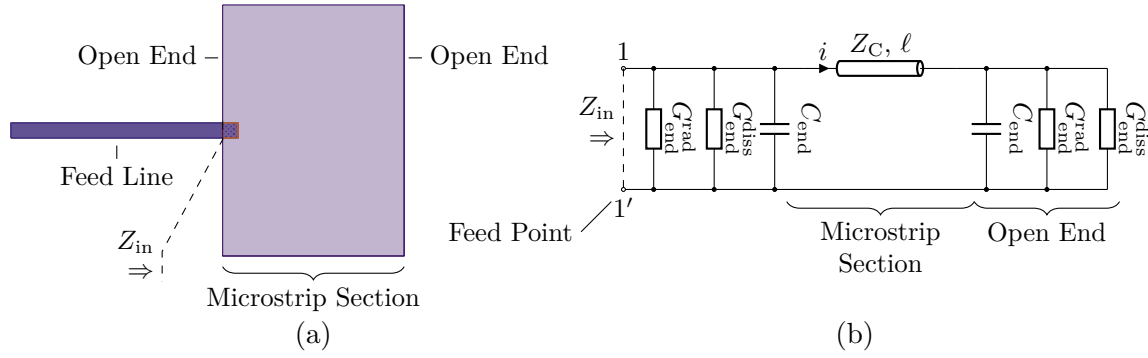 Open End
Open End
Feed Line
Z_in
⇒
Microstrip Section
(a)
1
i
Z_C, ℓ
Z_in
⇒
G_end^rad
G_end^diss
C_end
C_end
G_end^rad
G_end^diss
1′
Feed Point
Microstrip
Section
Open End
(b)